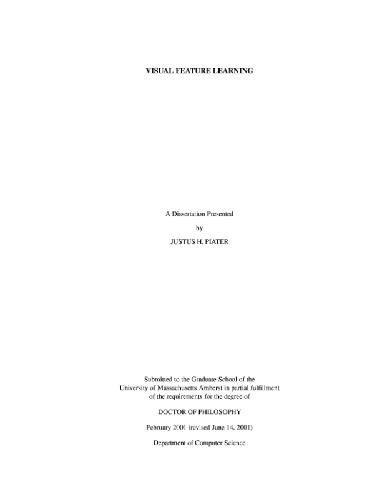 VISUAL FEATURE LEARNING
A Dissertation Presented
by
JUSTUS H. PIATER
Submitted to the Graduate School of the
University of Massachusetts Amherst in partial fulfillment
of the requirements for the degree of
DOCTOR OF PHILOSOPHY
February 2001 (revised June 14, 2001)
Department of Computer Science